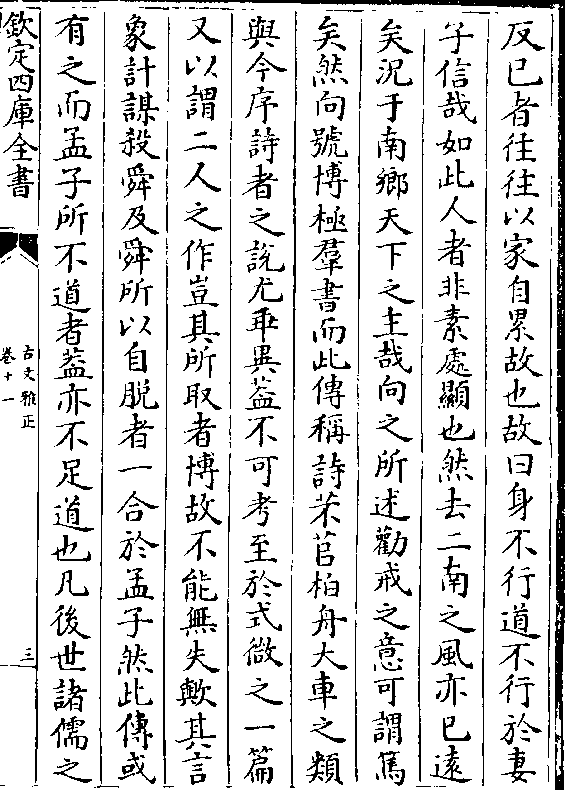 反已者往往以家自累故也故曰身不行道不行於妻
子信哉如此人者非素處顯也然去二南之風亦已遠
矣況于南鄉天下之主哉向之所述勸戒之意可謂篤
矣然向號博極羣書而此傳稱詩芣苢柏舟大車之類
與今序詩者之說尤乖異葢不可考至於式微之一篇
又以謂二人之作豈其所取者博故不能無失歟其言
象計謀殺舜及舜所以自脱者一合於孟子然此傳或
有之而孟子所不道者葢亦不足道也凡後世諸儒之
欽定四庫全書
古文雅正
卷十一
三